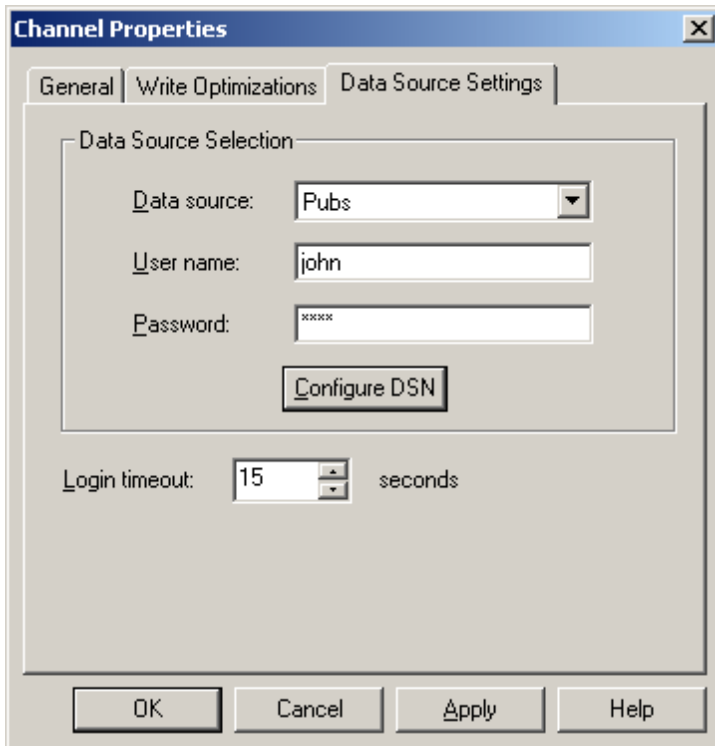 Channel Properties
General Write Optimizations Data Source Settings
Data Source Selection
Data source: Pubs
User name: john
Password: ****
Configure DSN
Login timeout: 15 seconds
OK Cancel Apply Help